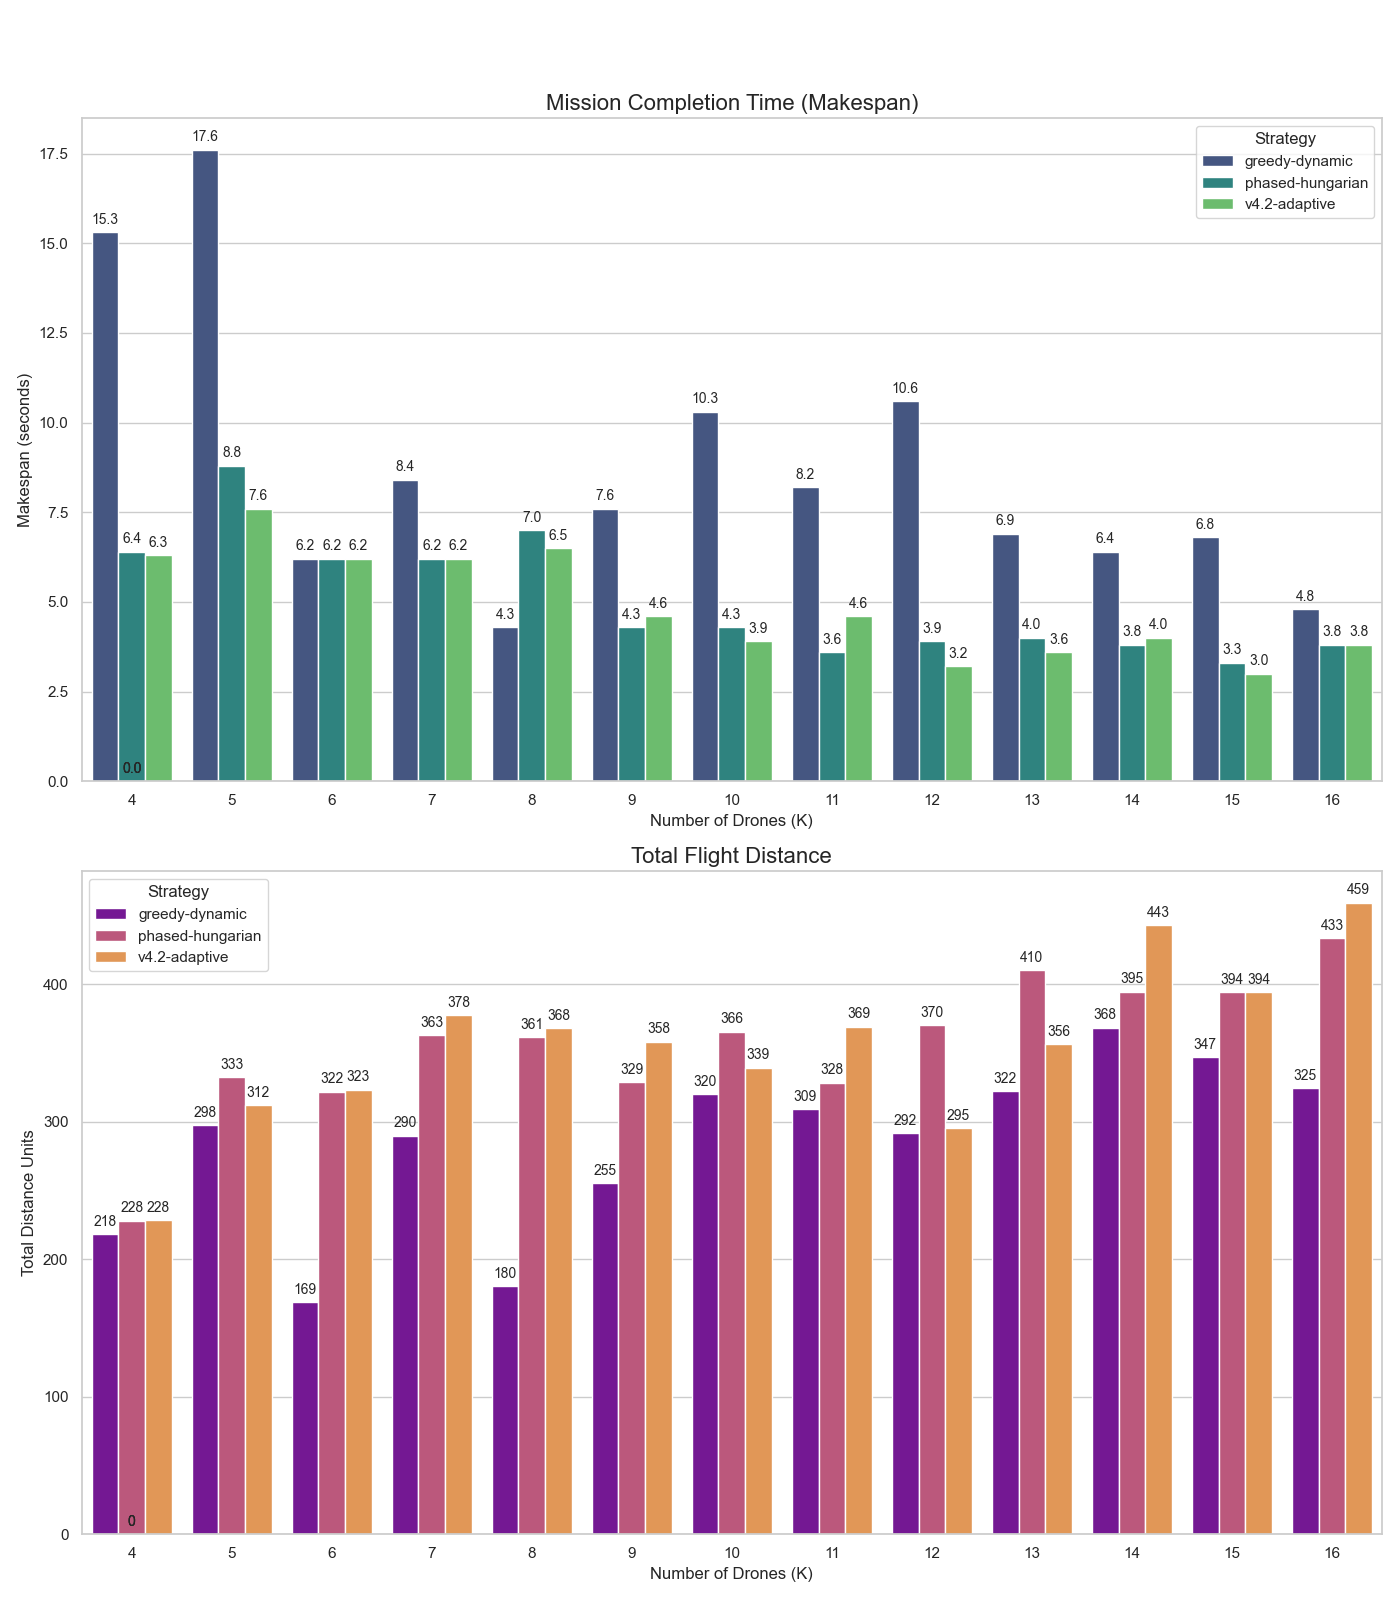 Mission Completion Time (Makespan)
Strategy
greedy-dynamic
phased-hungarian
v4.2-adaptive
Makespan (seconds)
17.5
15.0
12.5
10.0
7.5
5.0
2.5
0.0
15.3 6.4 6.3
0.0
17.6 8.8 7.6
6.2 6.2 6.2
8.4 6.2 6.2
4.3 7.0 6.5
7.6 4.3 4.6
10.3 4.3 3.9
8.2 3.6 4.6
10.6 3.9 3.2
6.9 4.0 3.6
6.4 3.8 4.0
6.8 3.3 3.0
4.8 3.8 3.8
4 5 6 7 8 9 10 11 12 13 14 15 16
Number of Drones (K)
Total Flight Distance
Strategy
greedy-dynamic
phased-hungarian
v4.2-adaptive
Total Distance Units
400
300
200
100
0
218 228 228
0
298 333 312
169 322 323
290 363 378
180 361 368
255 329 358
320 366 339
309 328 369
292 370 295
322 410 356
368 395 443
347 394 394
325 433 459
4 5 6 7 8 9 10 11 12 13 14 15 16
Number of Drones (K)